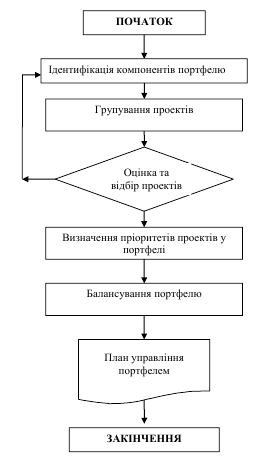 ПОЧАТОК
Ідентифікація компонентів портфелю
Групування проектів
Оцінка та
відбір проектів
Визначення пріоритетів проектів у
портфелі
Балансування портфелю
План управління
портфелем
ЗАКІНЧЕННЯ